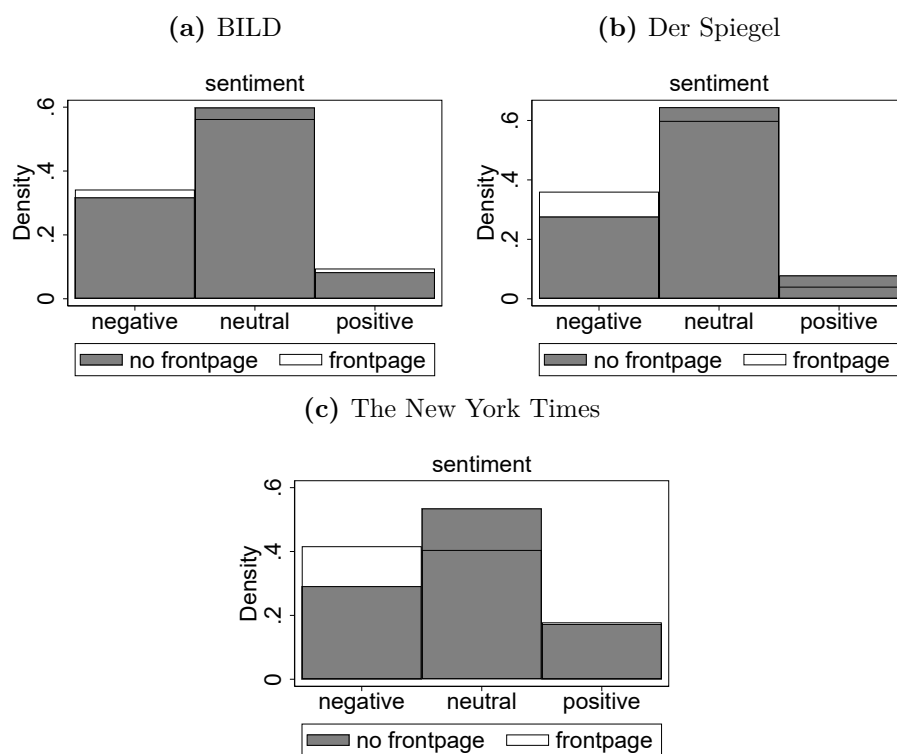 (a) BILD
sentiment
Density
0 .2 .4 .6
negative neutral positive
no frontpage frontpage
(b) Der Spiegel
sentiment
Density
0 .2 .4 .6
negative neutral positive
no frontpage frontpage
(c) The New York Times
sentiment
Density
0 .2 .4 .6
negative neutral positive
no frontpage frontpage